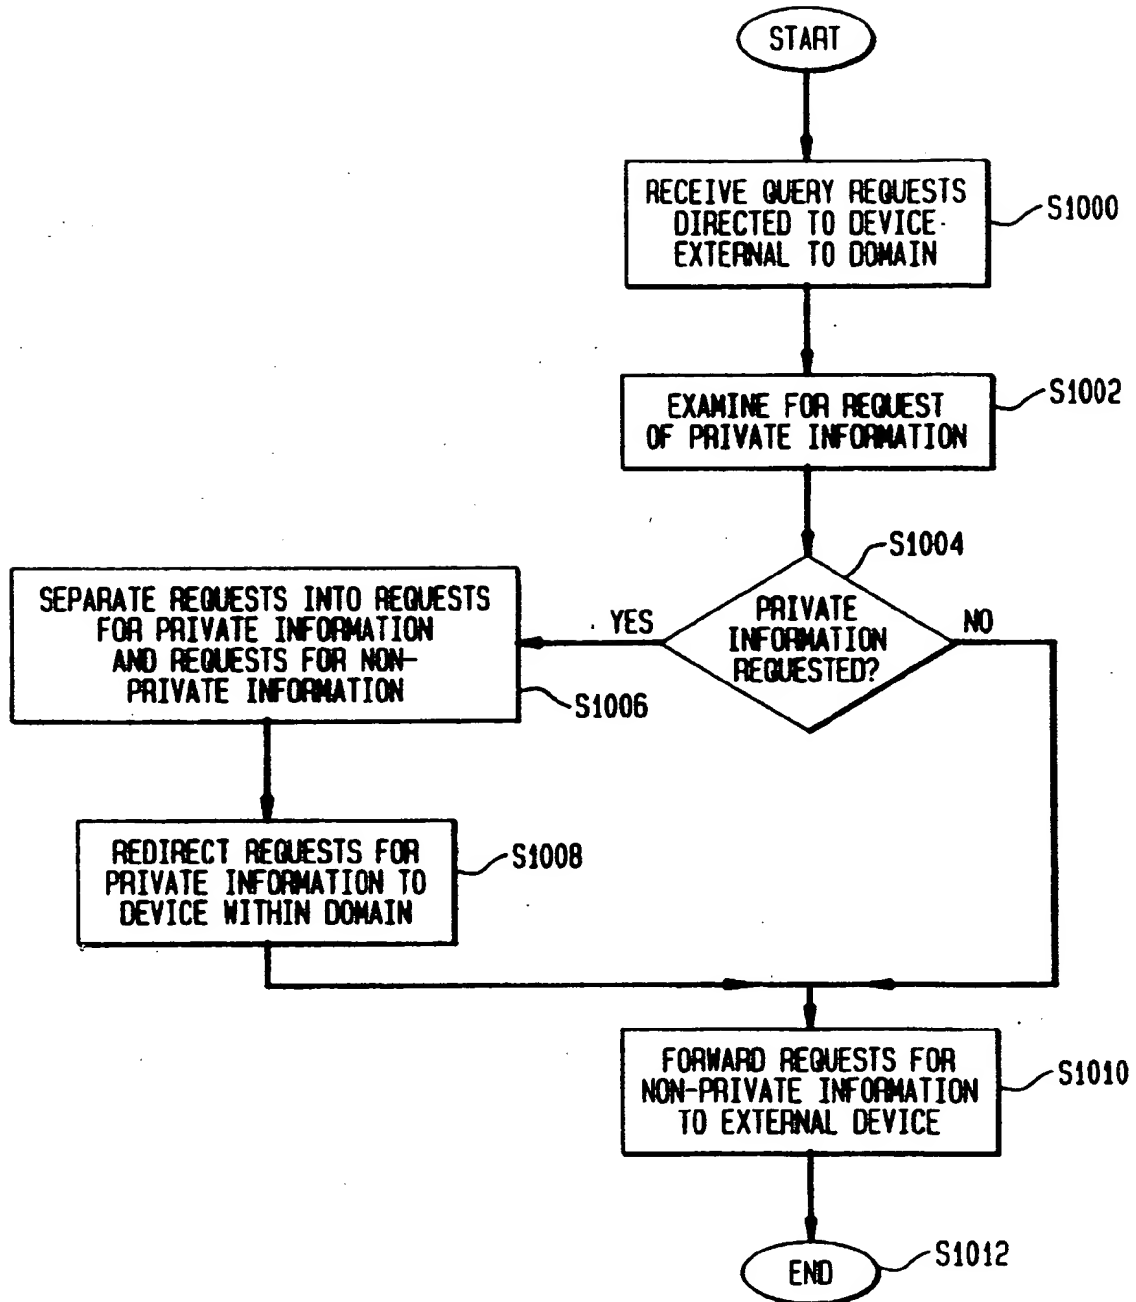 START
RECEIVE QUERY REQUESTS
DIRECTED TO DEVICE
EXTERNAL TO DOMAIN
S1000
EXAMINE FOR REQUEST
OF PRIVATE INFORMATION
S1002
S1004
PRIVATE
INFORMATION
REQUESTED?
YES
NO
SEPARATE REQUESTS INTO REQUESTS
FOR PRIVATE INFORMATION
AND REQUESTS FOR NON-
PRIVATE INFORMATION
S1006
REDIRECT REQUESTS FOR
PRIVATE INFORMATION TO
DEVICE WITHIN DOMAIN
S1008
FORWARD REQUESTS FOR
NON-PRIVATE INFORMATION
TO EXTERNAL DEVICE
S1010
END
S1012